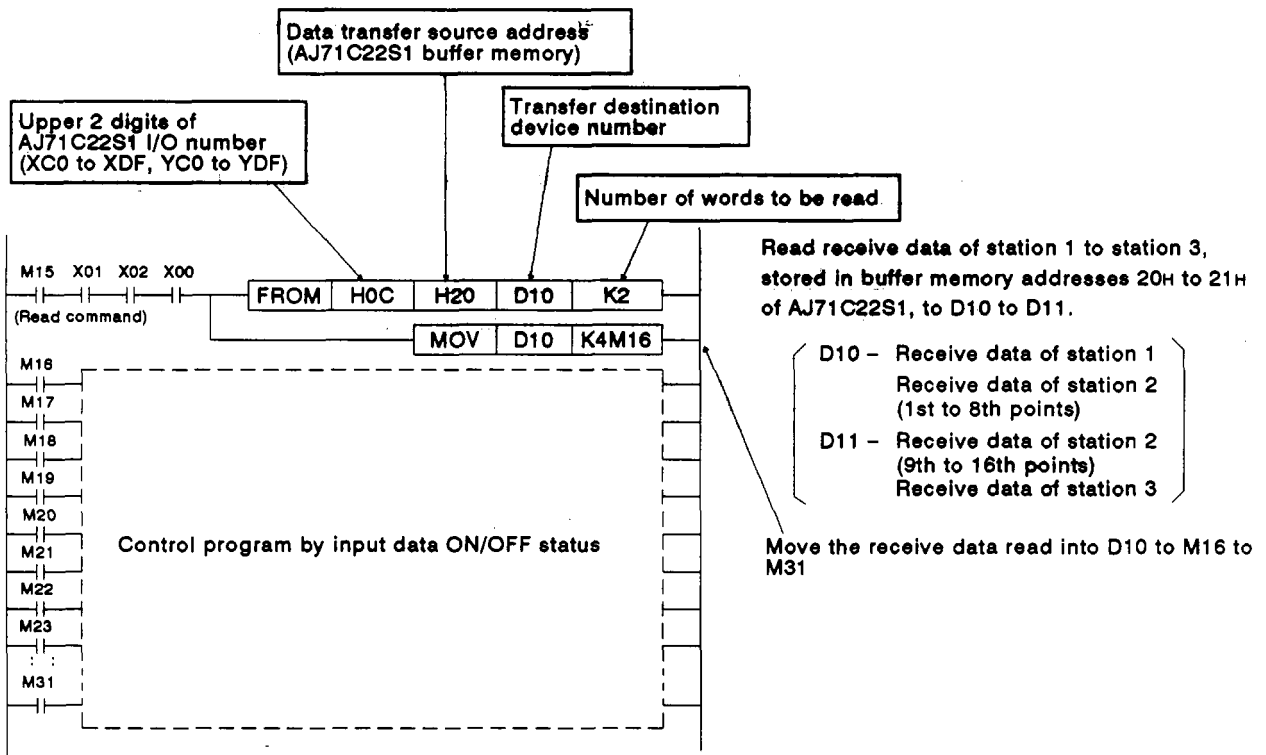 Data transfer source address
(AJ71C22S1 buffer memory)
Upper 2 digits of
AJ71C22S1 I/O number
(XC0 to XDF, YC0 to YDF)
Transfer destination
device number
Number of words to be read
M15 X01 X02 X00
(Read command)
FROM H0C H20 D10 K2
MOV D10 K4M16
Read receive data of station 1 to station 3,
stored in buffer memory addresses 20H to 21H
of AJ71C22S1, to D10 to D11.
D10 – Receive data of station 1
Receive data of station 2
(1st to 8th points)
D11 – Receive data of station 2
(9th to 16th points)
Receive data of station 3
Move the receive data read into D10 to M16 to
M31
M16
M17
M18
M19
M20
M21
M22
M23
M31
Control program by input data ON/OFF status